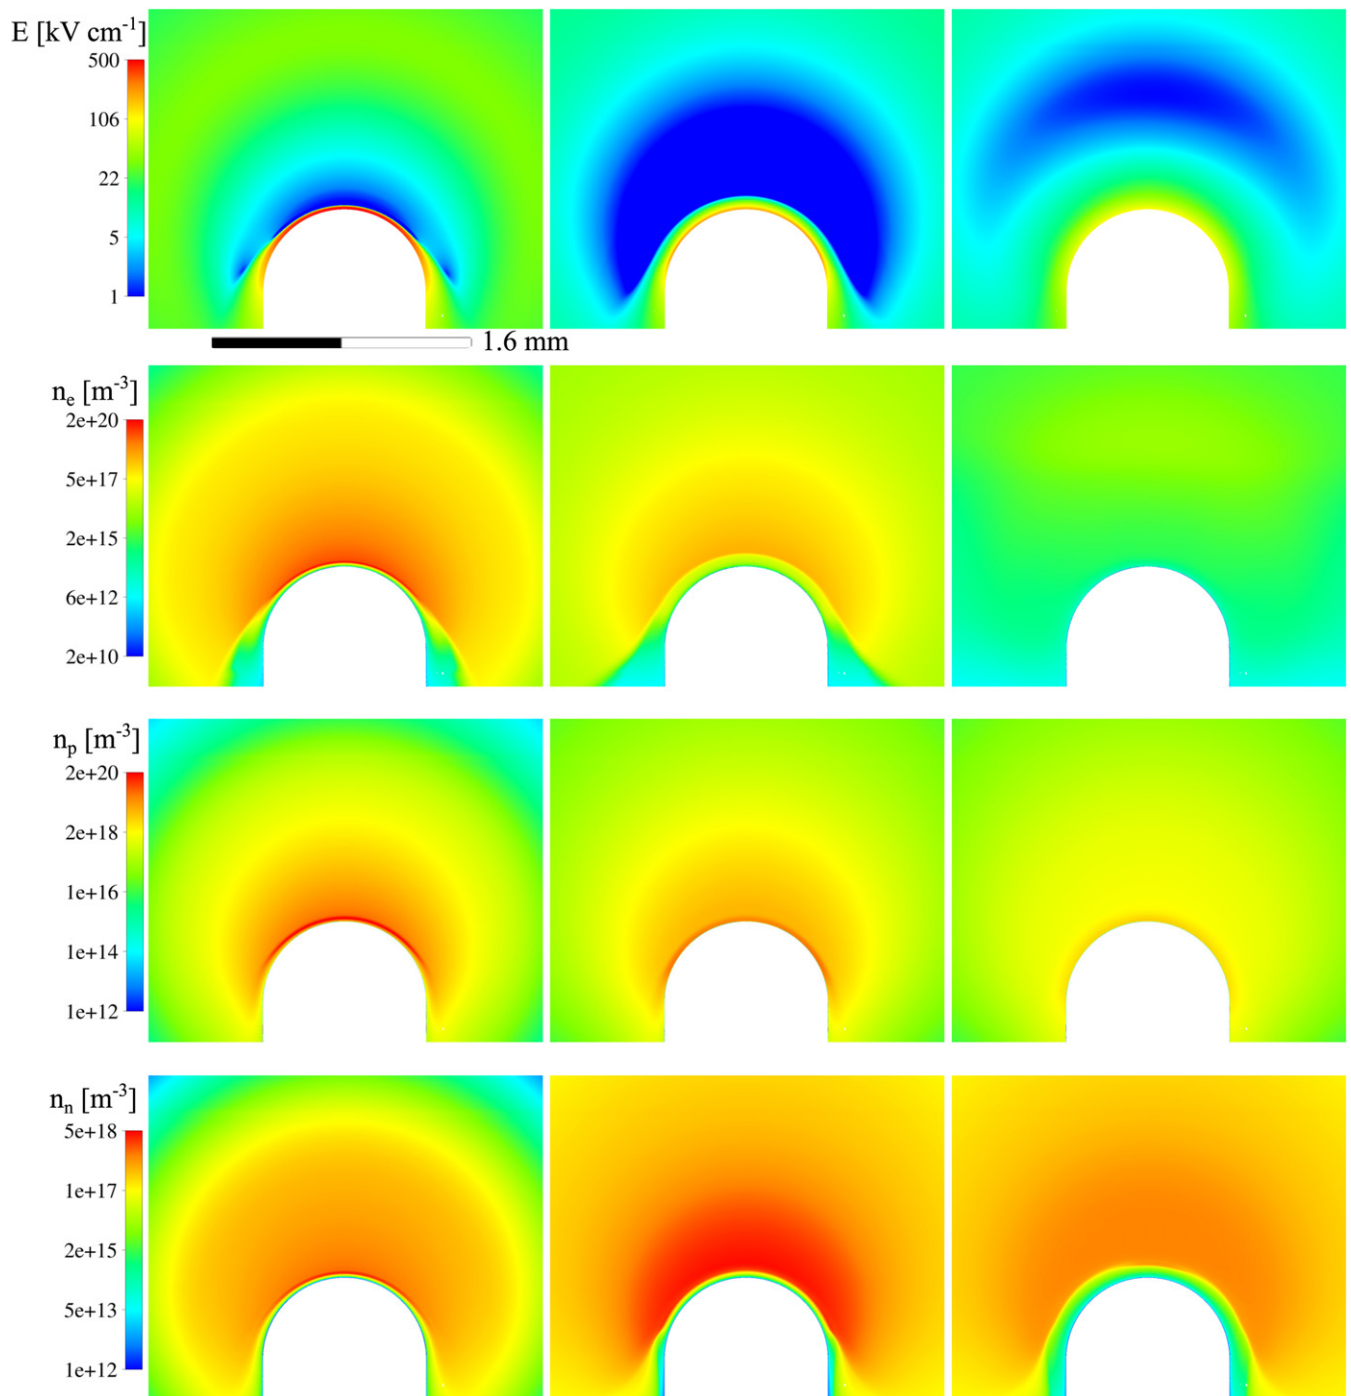 E [kV cm⁻¹]
500
106
22
5
1
1.6 mm
nₑ [m⁻³]
2e+20
5e+17
2e+15
6e+12
2e+10
nₚ [m⁻³]
2e+20
2e+18
1e+16
1e+14
1e+12
nₙ [m⁻³]
5e+18
1e+17
2e+15
5e+13
1e+12